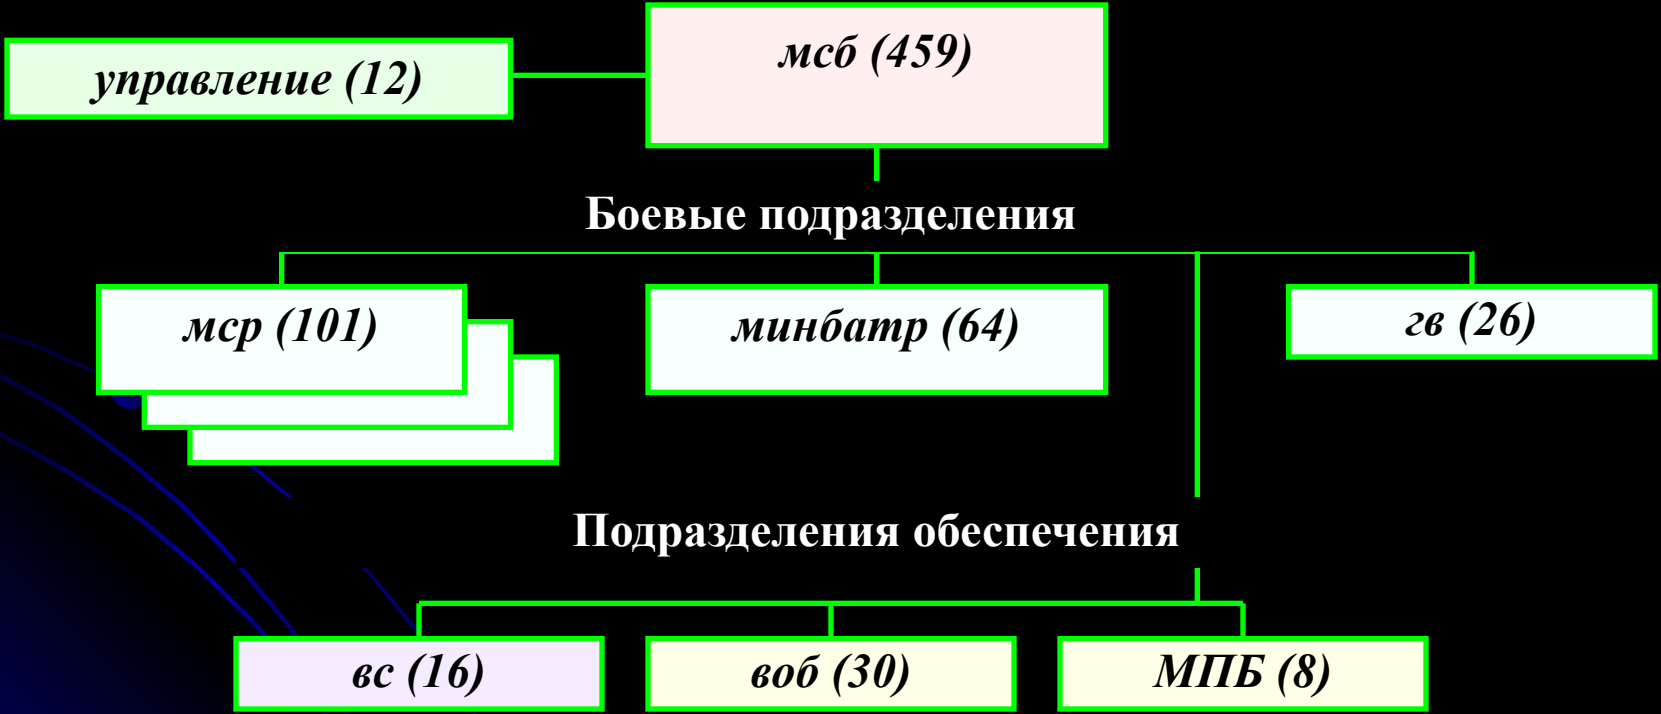 мсб (459)
управление (12)
Боевые подразделения
мср (101)
минбатр (64)
гв (26)
Подразделения обеспечения
вс (16)
воб (30)
МПБ (8)